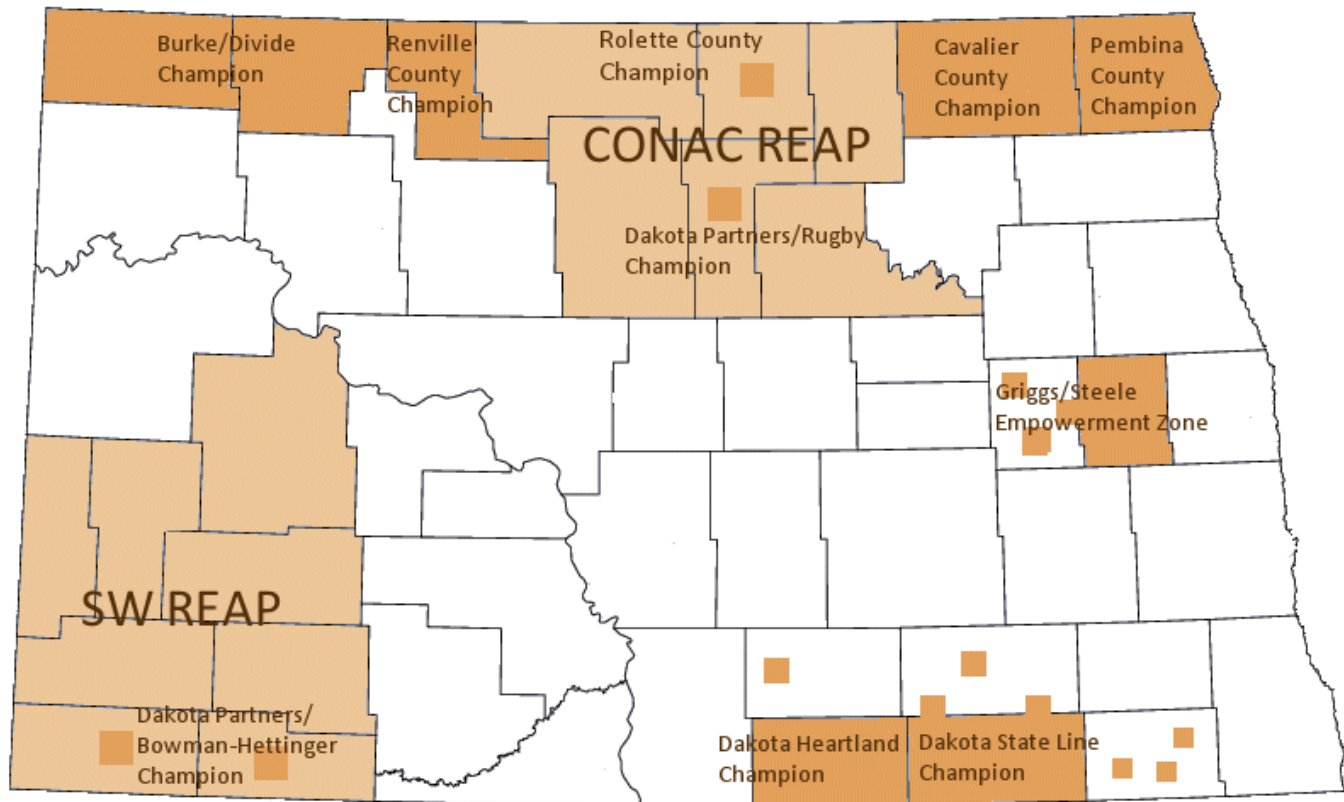 Burke/Divide
Champion
Renville
County
Champion
Rolette County
Champion
Cavalier
County
Champion
Pembina
County
Champion
CONAC REAP
Dakota Partners/Rugby
Champion
Griggs/Steele
Empowerment Zone
SW REAP
Dakota Partners/
Bowman-Hettinger
Champion
Dakota Heartland
Champion
Dakota State Line
Champion